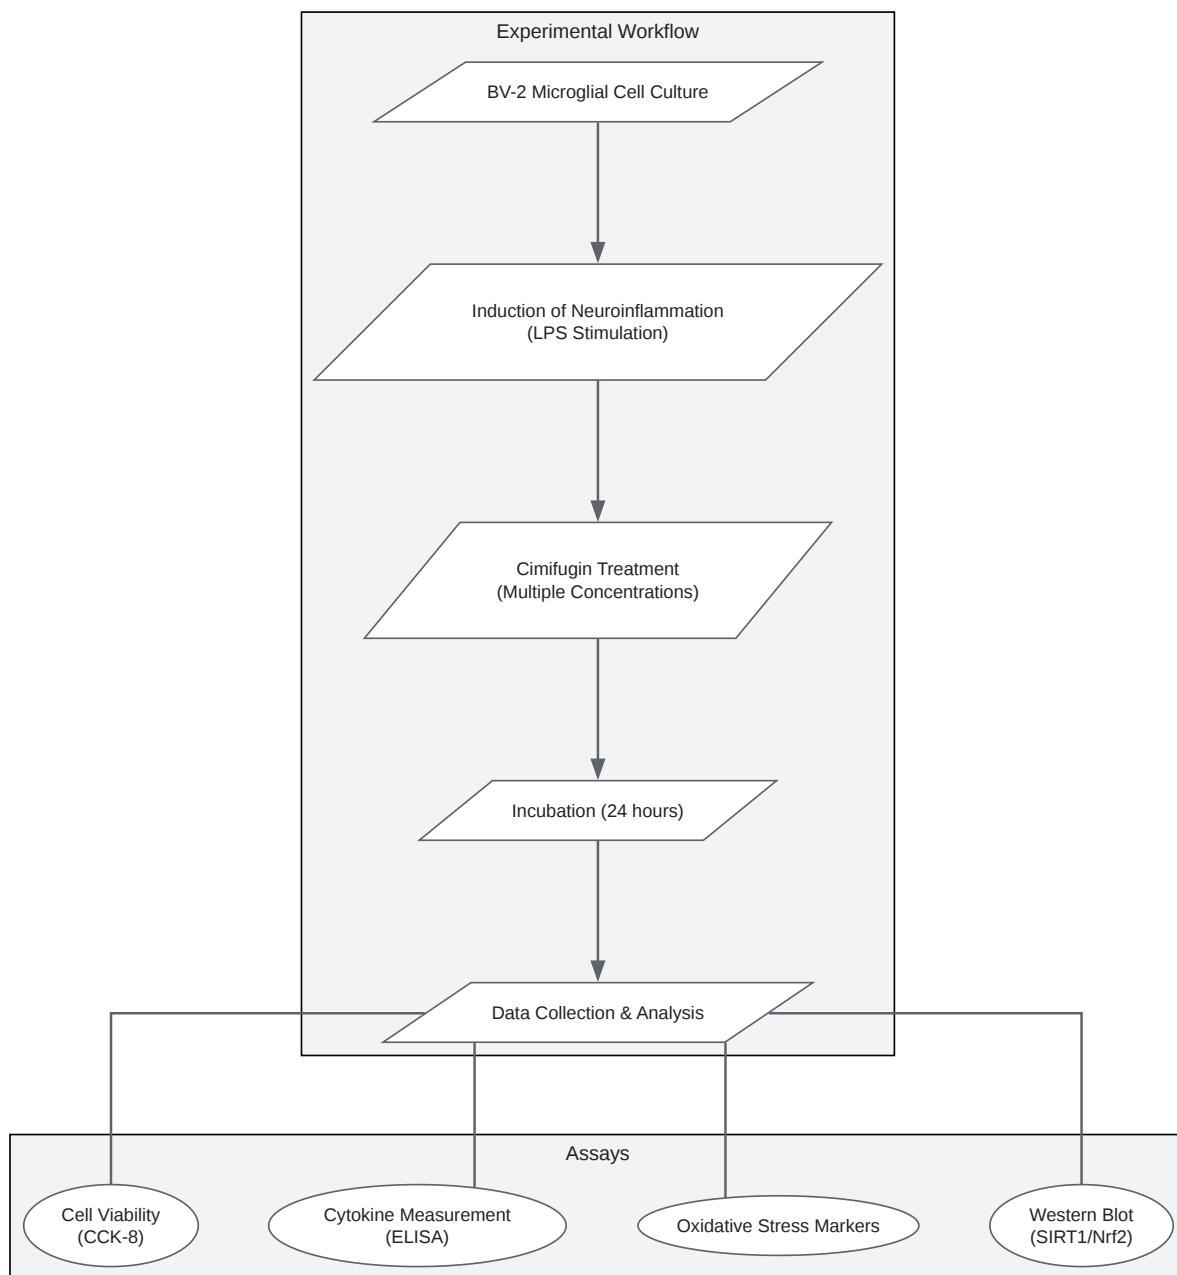 Experimental Workflow
BV-2 Microglial Cell Culture
Induction of Neuroinflammation
(LPS Stimulation)
Cimifugin Treatment
(Multiple Concentrations)
Incubation (24 hours)
Data Collection & Analysis
Assays
Cell Viability
(CCK-8)
Cytokine Measurement
(ELISA)
Oxidative Stress Markers
Western Blot
(SIRT1/Nrf2)